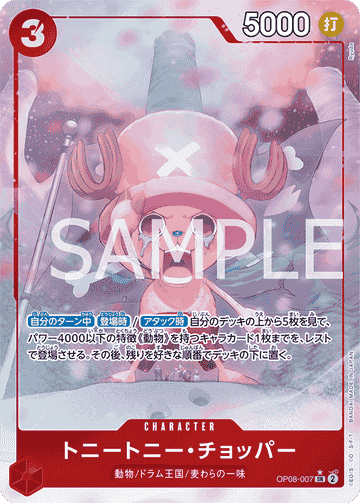 3
5000
打
SAMPLE
自分のターン中 登場時 / アタック時 自分のデッキの上から5枚を見て、
パワー4000以下の特徴《動物》を持つキャラカード1枚までを、レス
トで登場させる。その後、残りを好きな順番でデッキの下に置く。
CHARACTER
トニートニー・チョッパー
動物/ドラム王国/麦わらの一味
OP08-007 SR 2